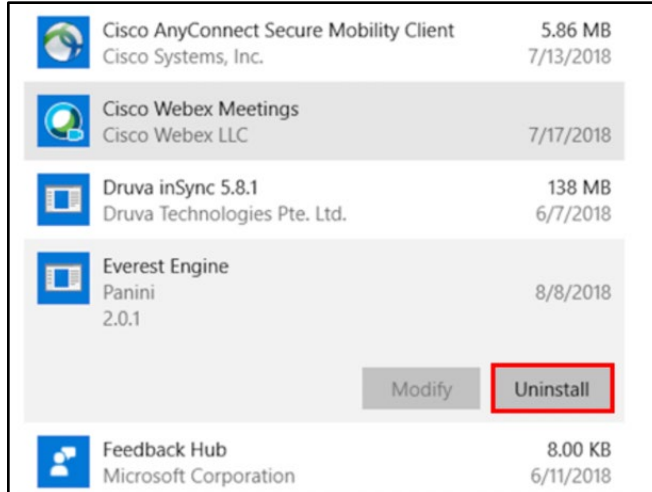 Cisco AnyConnect Secure Mobility Client 5.86 MB
Cisco Systems, Inc. 7/13/2018
Cisco Webex Meetings
Cisco Webex LLC 7/17/2018
Druva inSync 5.8.1 138 MB
Druva Technologies Pte. Ltd. 6/7/2018
Everest Engine
Panini 8/8/2018
2.0.1
Modify Uninstall
Feedback Hub 8.00 KB
Microsoft Corporation 6/11/2018